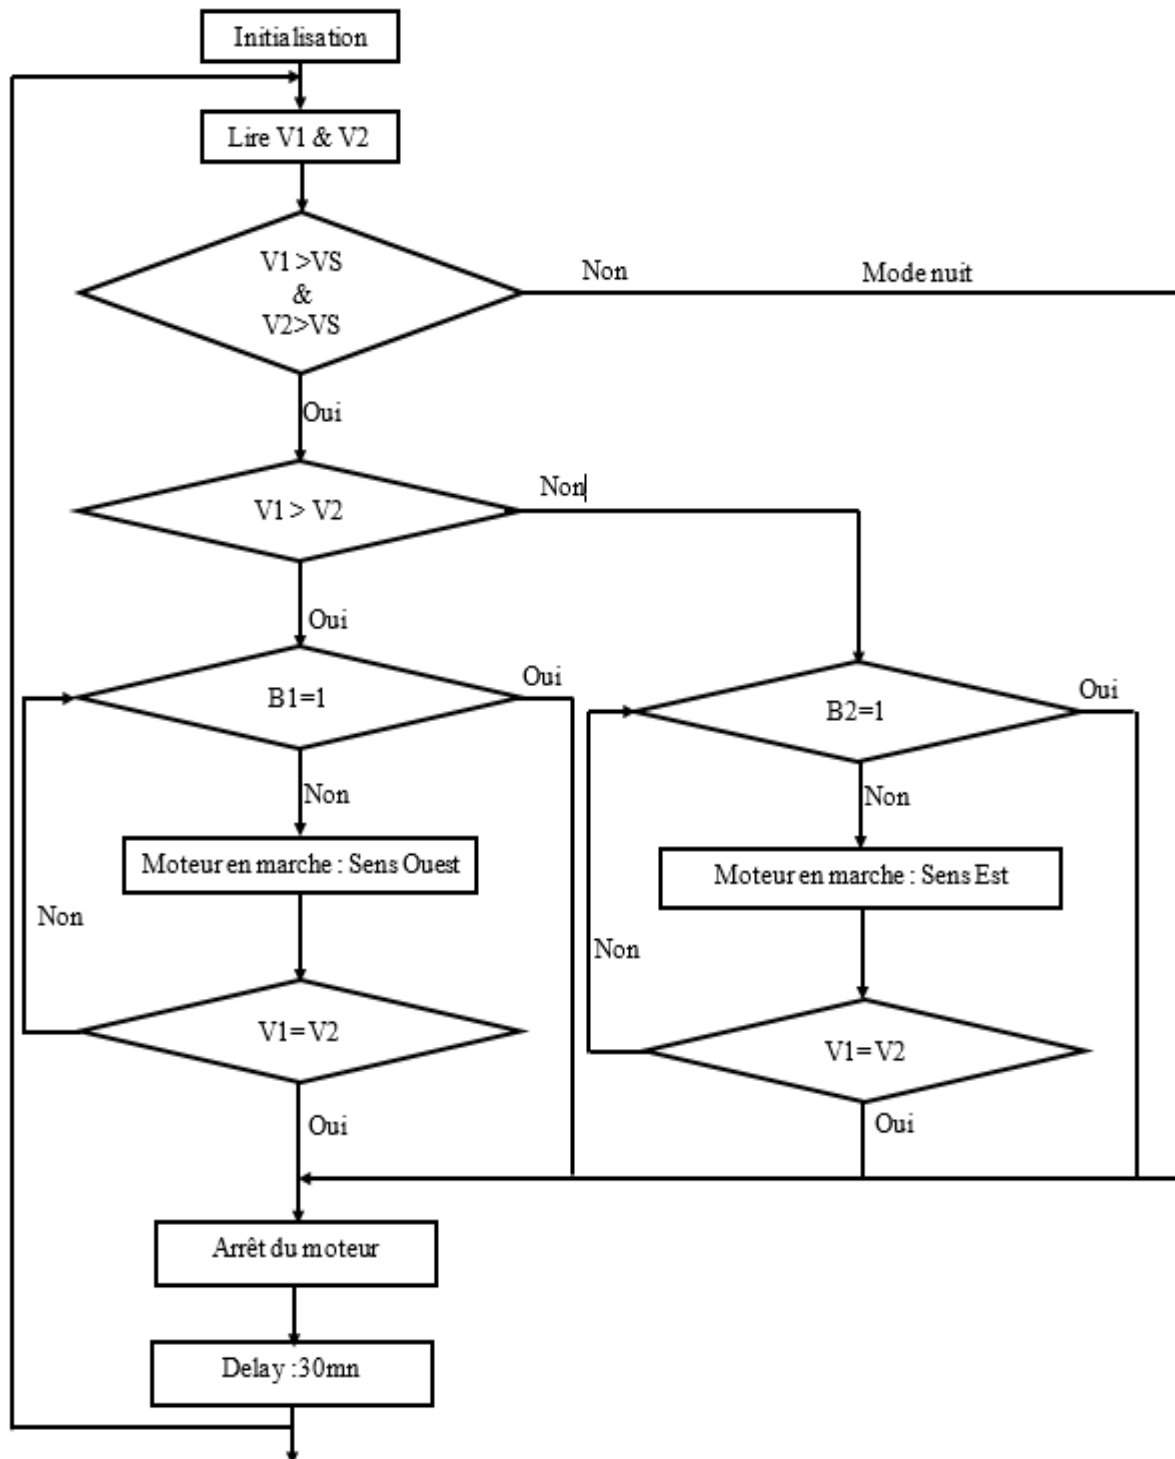 Initialisation
Lire V1 & V2
V1 >VS
&
V2>VS
Non
Mode nuit
Oui
V1 > V2
Non
Oui
B1=1
Oui
B2=1
Oui
Non
Non
Moteur en marche : Sens Ouest
Moteur en marche : Sens Est
Non
Non
V1= V2
V1= V2
Oui
Oui
Arrêt du moteur
Delay :30mn